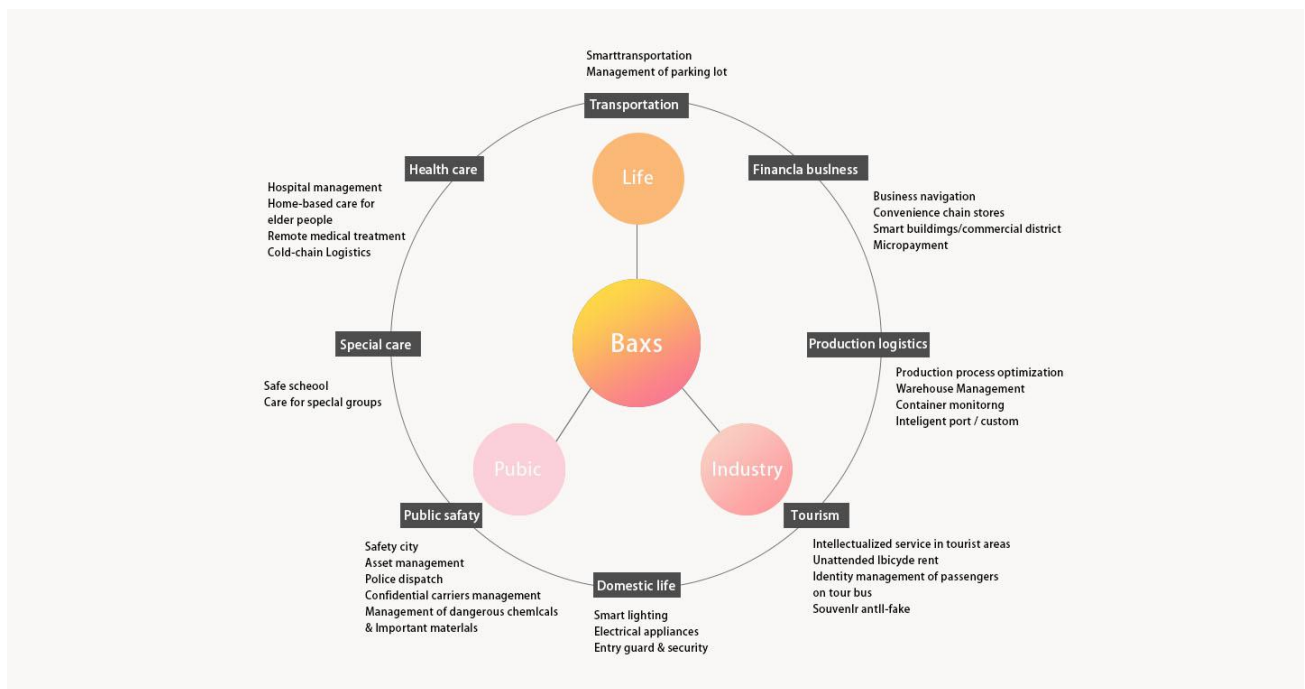 Smarttransportation
Management of parking lot
Transportation
Life
Health care
Hospital management
Home-based care for
elder people
Remote medical treatment
Cold-chain Logistics
Financla buslness
Business navigation
Convenience chain stores
Smart buildimgs/commercial district
Micropayment
Baxs
Special care
Safe scheool
Care for speclal groups
Production logistics
Production process optimization
Warehouse Management
Container monitorng
Inteligent port / custom
Pubic
Industry
Public safaty
Safety city
Asset management
Police dispatch
Confidential carriers management
Management of dangerous chemlcals
& Important materlals
Domestic life
Smart lighting
Electrical appliances
Entry guard & security
Tourism
Intellectualized service in tourist areas
Unattended lbicyde rent
Identity management of passengers
on tour bus
Souvenlr antll-fake